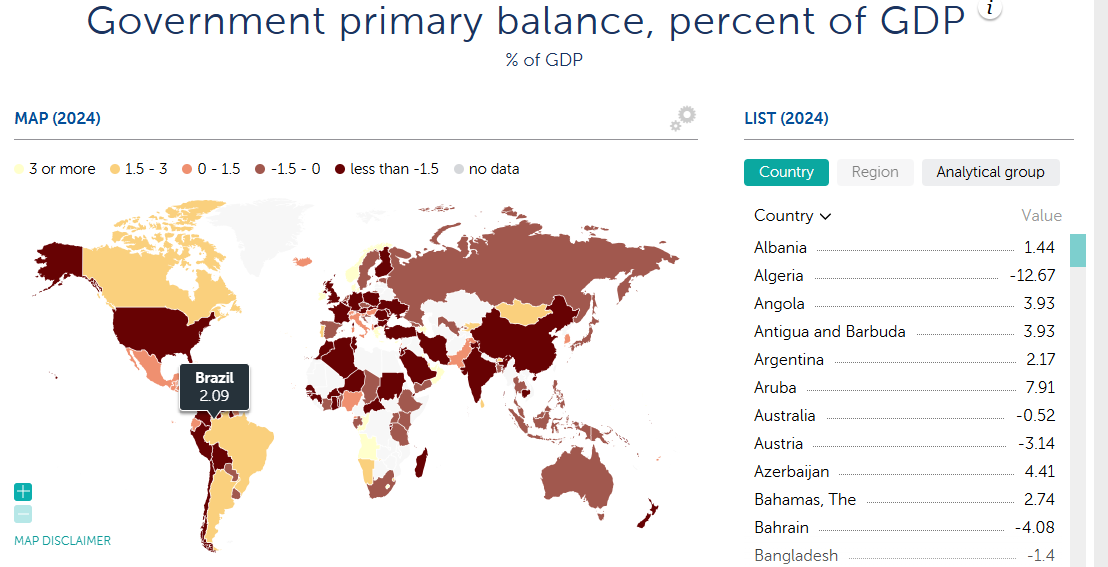 Government primary balance, percent of GDP i
% of GDP
MAP (2024)
3 or more 1.5 - 3 0 - 1.5 -1.5 - 0 less than -1.5 no data
Brazil
2.09
+
−
MAP DISCLAIMER
LIST (2024)
Country Region Analytical group
Country Value
Albania 1.44
Algeria -12.67
Angola 3.93
Antigua and Barbuda 3.93
Argentina 2.17
Aruba 7.91
Australia -0.52
Austria -3.14
Azerbaijan 4.41
Bahamas, The 2.74
Bahrain -4.08
Bangladesh -1.4